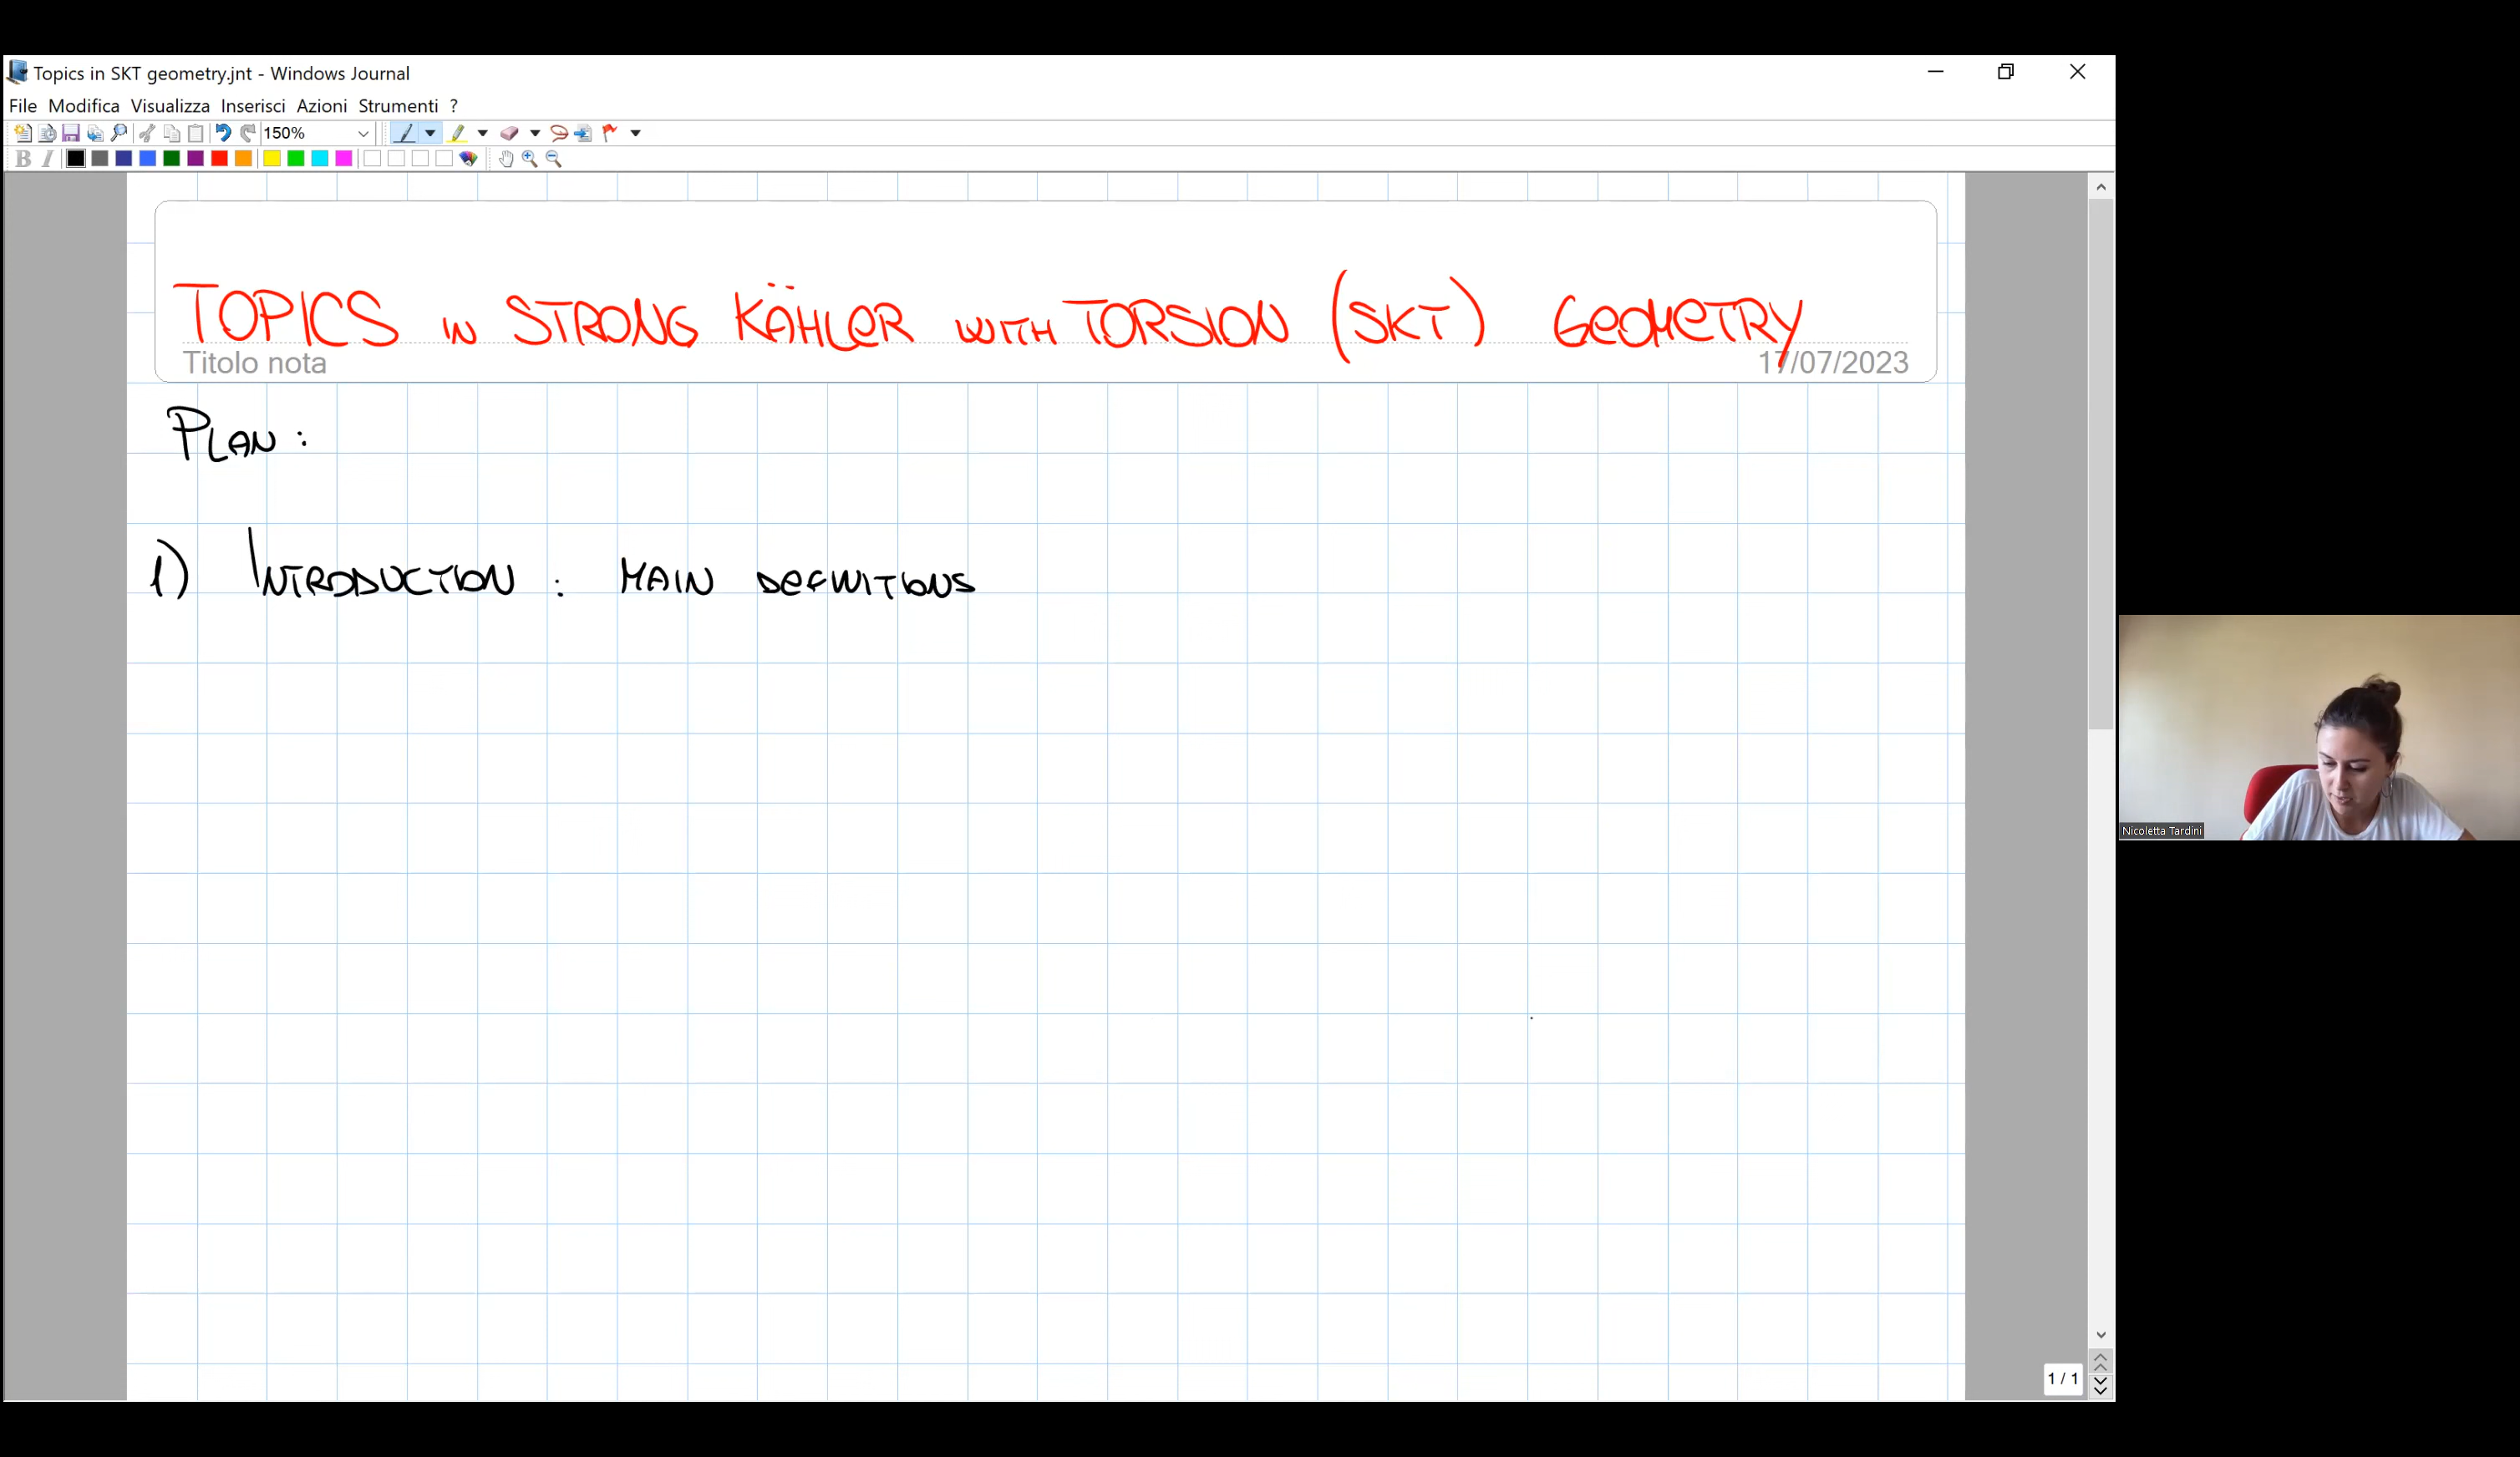 Topics in SKT geometry.jnt - Windows Journal
File Modifica Visualizza Inserisci Azioni Strumenti ?
150%
B I
TOPICS IN STRONG KÄHLER WITH TORSION (SKT) GEOMETRY
Titolo nota 17/07/2023
PLAN :
1) INTRODUCTION : MAIN DEFINITIONS
Nicoletta Tardini
1 / 1